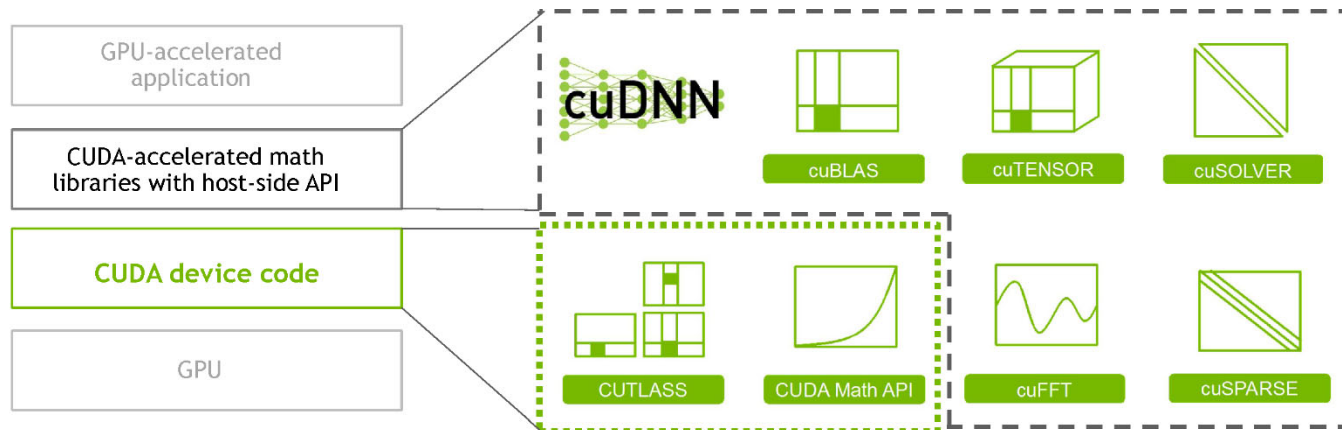 GPU-accelerated
application
CUDA-accelerated math
libraries with host-side API
CUDA device code
GPU
cuDNN
cuBLAS
cuTENSOR
cuSOLVER
CUTLASS
CUDA Math API
cuFFT
cuSPARSE